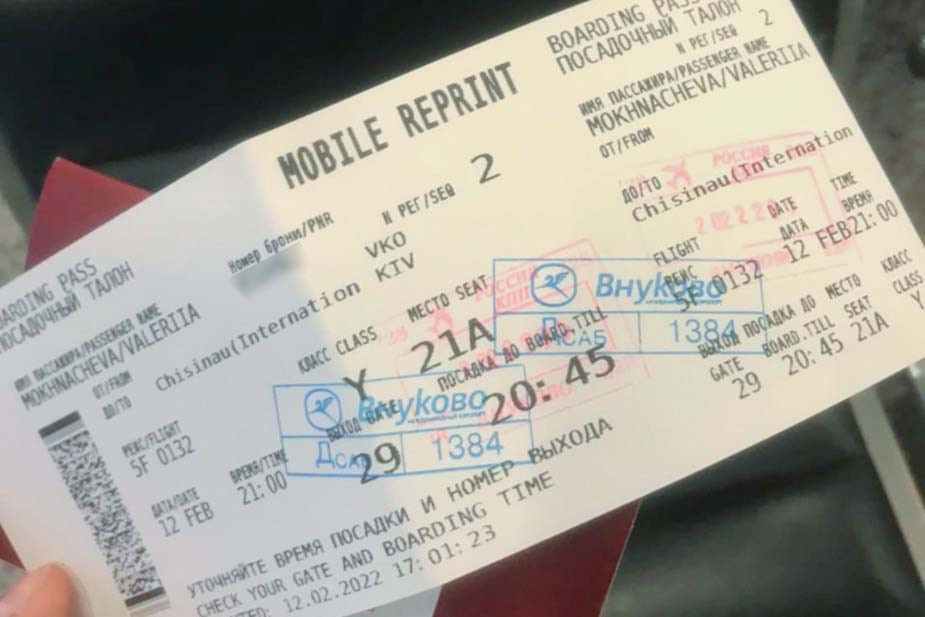 MOBILE REPRINT
BOARDING PASS
ПОСАДОЧНЫЙ ТАЛОН
ИМЯ ПАССАЖИРА/PASSENGER NAME
MOKHNACHEVA/VALERIIA
ОТ/FROM
ДО/TO
Chisinau(Internation
РЕЙС/FLIGHT
5F 0132
ДАТА/DATE
12 FEB
ВРЕМЯ/TIME
21:00
Номер брони/PNR
N РЕГ/SEQ 2
VKO
KIV
КЛАСС CLASS
Y
МЕСТО SEAT
21A
ВЫХОД GATE
29
ПОСАДКА ДО BOARD.TILL
20:45
УТОЧНЯЙТЕ ВРЕМЯ ПОСАДКИ И НОМЕР ВЫХОДА
CHECK YOUR GATE AND BOARDING TIME
12.02.2022 17:01:23
Внуково
ДСАБ 1384
BOARDING PASS
ПОСАДОЧНЫЙ ТАЛОН
N РЕГ/SEQ 2
ИМЯ ПАССАЖИРА/PASSENGER NAME
MOKHNACHEVA/VALERIIA
ОТ/FROM
ДО/TO
Chisinau(Internation
FLIGHT DATE TIME
РЕЙС ДАТА ВРЕМЯ
5F 0132 12 FEB21:00
ВЫХОД ПОСАДКА ДО МЕСТО КЛАСС
GATE BOARD.TILL SEAT CLASS
29 20:45 21A Y
Внуково
ДСАБ 1384
РОССИЯ